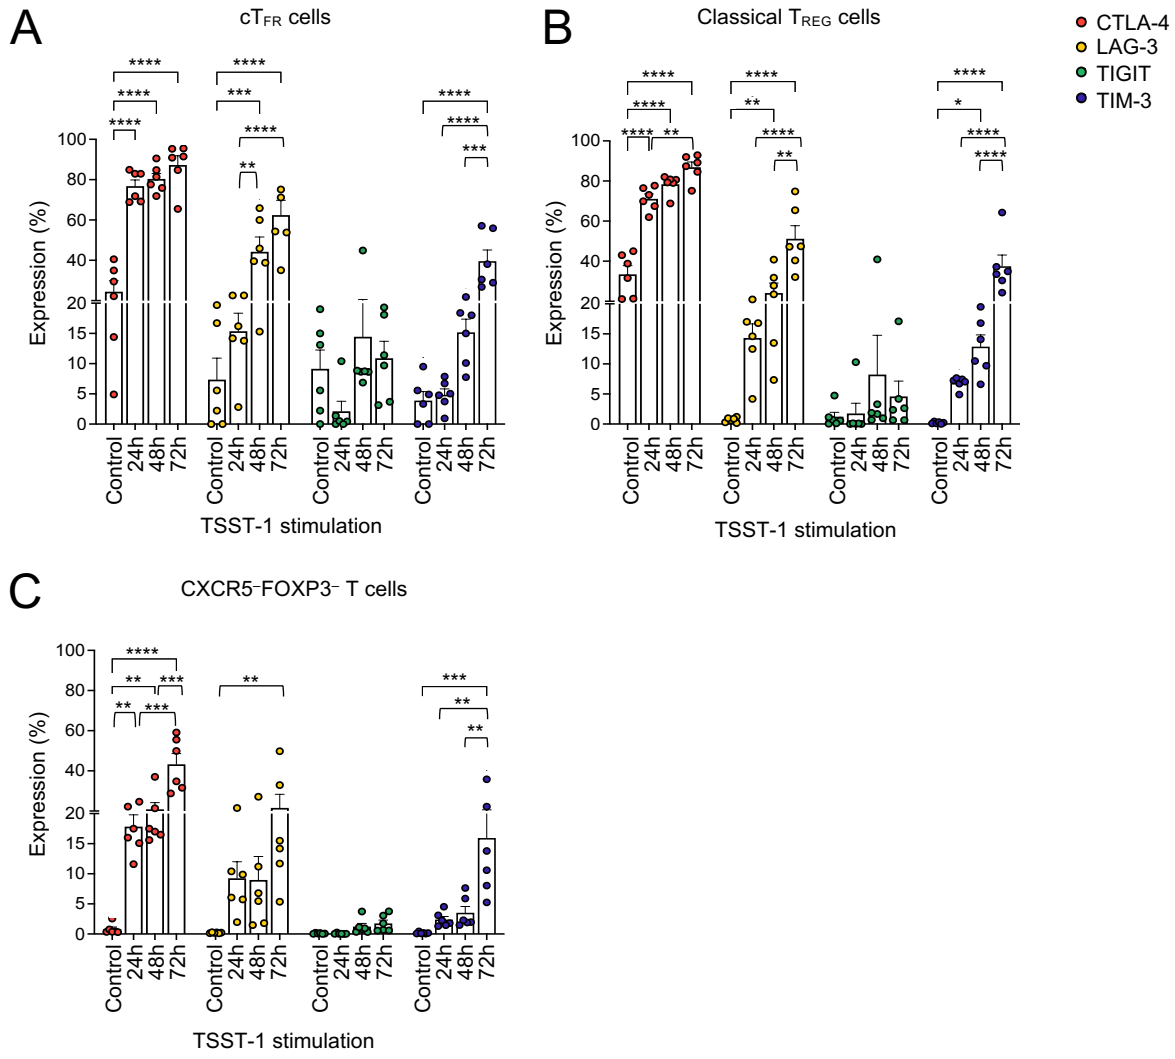 A
cTFR cells
B
Classical TREG cells
CTLA-4
LAG-3
TIGIT
TIM-3
**** **** **** **** *** **** ** **** **** ***
Expression (%)
100
80
60
40
20
15
10
5
0
Control 24h 48h 72h Control 24h 48h 72h Control 24h 48h 72h Control 24h 48h 72h
TSST-1 stimulation
**** **** **** ** **** ** **** ** **** * **** ****
Expression (%)
100
80
60
40
20
15
10
5
0
Control 24h 48h 72h Control 24h 48h 72h Control 24h 48h 72h Control 24h 48h 72h
TSST-1 stimulation
C
CXCR5–FOXP3– T cells
**** ** *** ** *** ** *** ** **
Expression (%)
100
80
60
40
20
15
10
5
0
Control 24h 48h 72h Control 24h 48h 72h Control 24h 48h 72h Control 24h 48h 72h
TSST-1 stimulation